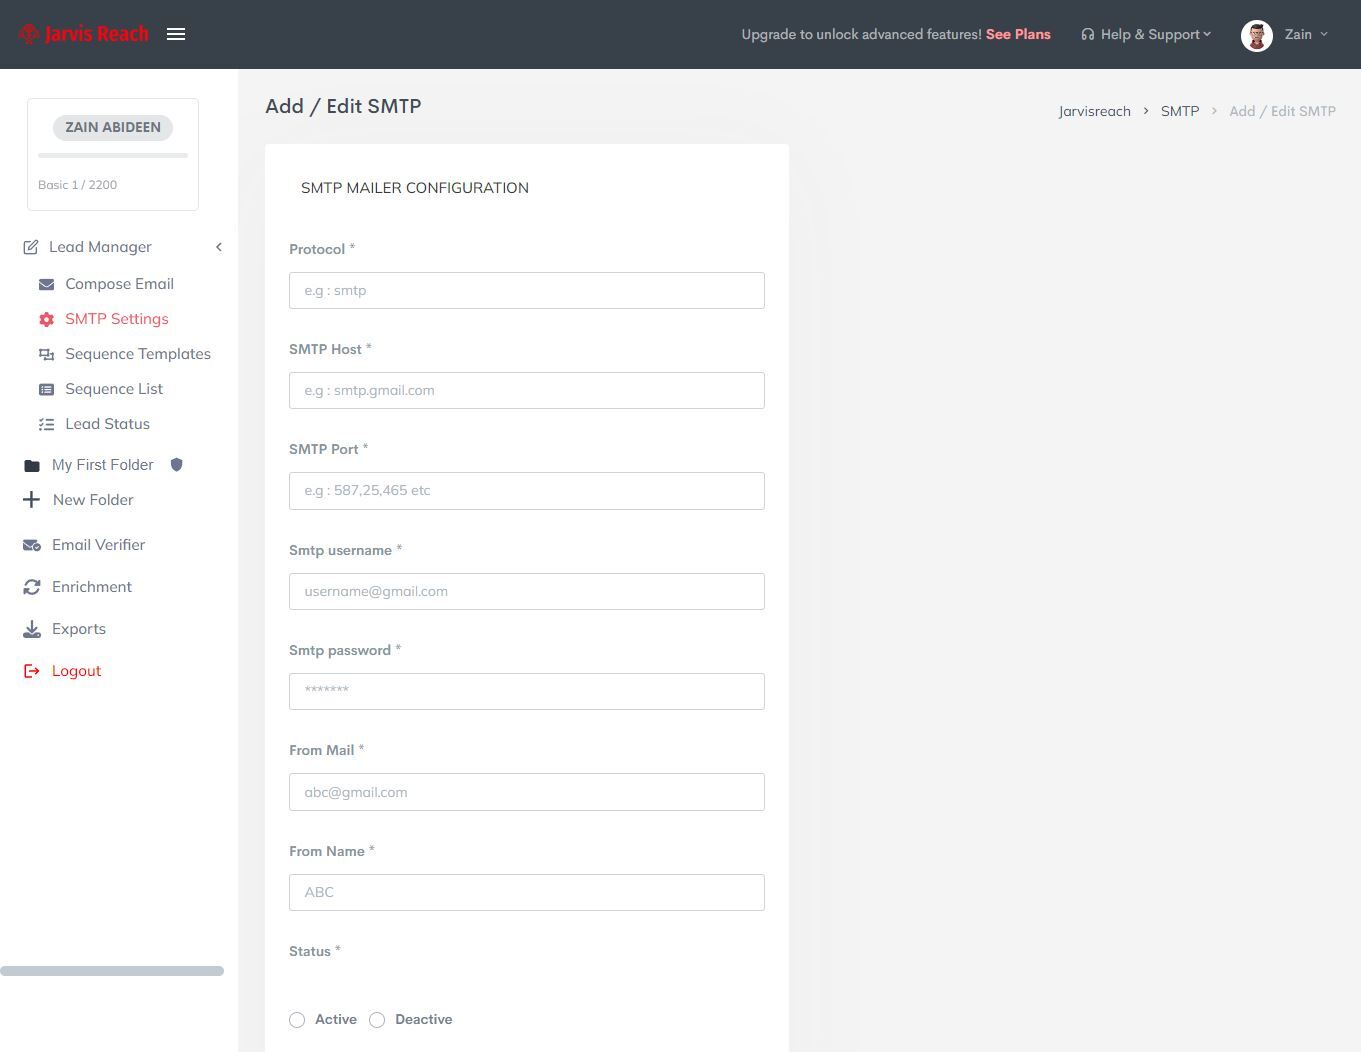 Jarvis Reach
Upgrade to unlock advanced features! See Plans
Help & Support
Zain
ZAIN ABIDEEN
Basic 1 / 2200
Lead Manager
Compose Email
SMTP Settings
Sequence Templates
Sequence List
Lead Status
My First Folder
New Folder
Email Verifier
Enrichment
Exports
Logout
Add / Edit SMTP
Jarvisreach > SMTP > Add / Edit SMTP
SMTP MAILER CONFIGURATION
Protocol *
e.g : smtp
SMTP Host *
e.g : smtp.gmail.com
SMTP Port *
e.g : 587,25,465 etc
Smtp username *
username@gmail.com
Smtp password *
*******
From Mail *
abc@gmail.com
From Name *
ABC
Status *
Active Deactive